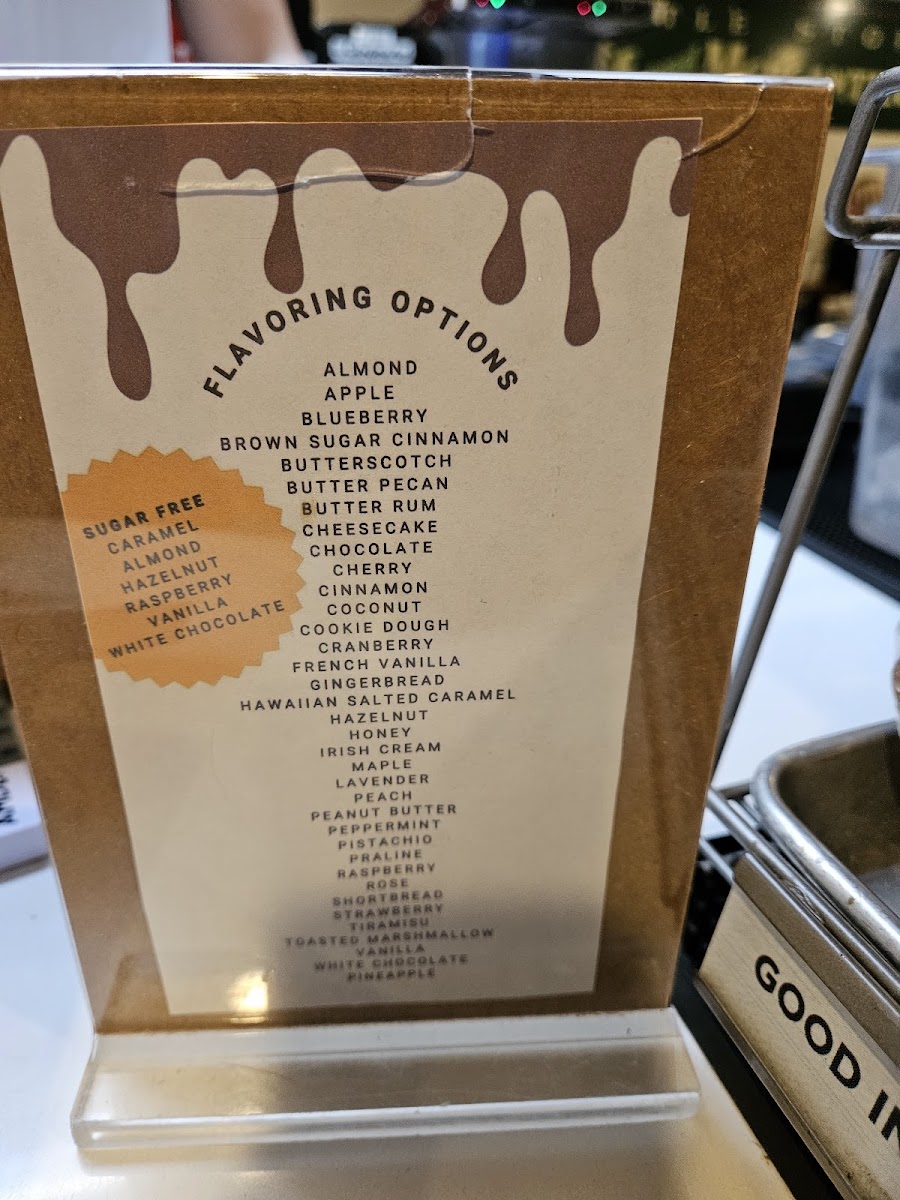 FLAVORING OPTIONS
ALMOND
APPLE
BLUEBERRY
BROWN SUGAR CINNAMON
BUTTERSCOTCH
BUTTER PECAN
BUTTER RUM
CHEESECAKE
CHOCOLATE
CHERRY
CINNAMON
COCONUT
COOKIE DOUGH
CRANBERRY
FRENCH VANILLA
GINGERBREAD
HAWAIIAN SALTED CARAMEL
HAZELNUT
HONEY
IRISH CREAM
MAPLE
LAVENDER
PEACH
PEANUT BUTTER
PEPPERMINT
PISTACHIO
PRALINE
RASPBERRY
ROSE
SHORTBREAD
STRAWBERRY
TIRAMISU
TOASTED MARSHMALLOW
VANILLA
WHITE CHOCOLATE
PINEAPPLE
SUGAR FREE
CARAMEL
ALMOND
HAZELNUT
RASPBERRY
VANILLA
WHITE CHOCOLATE
GOOD